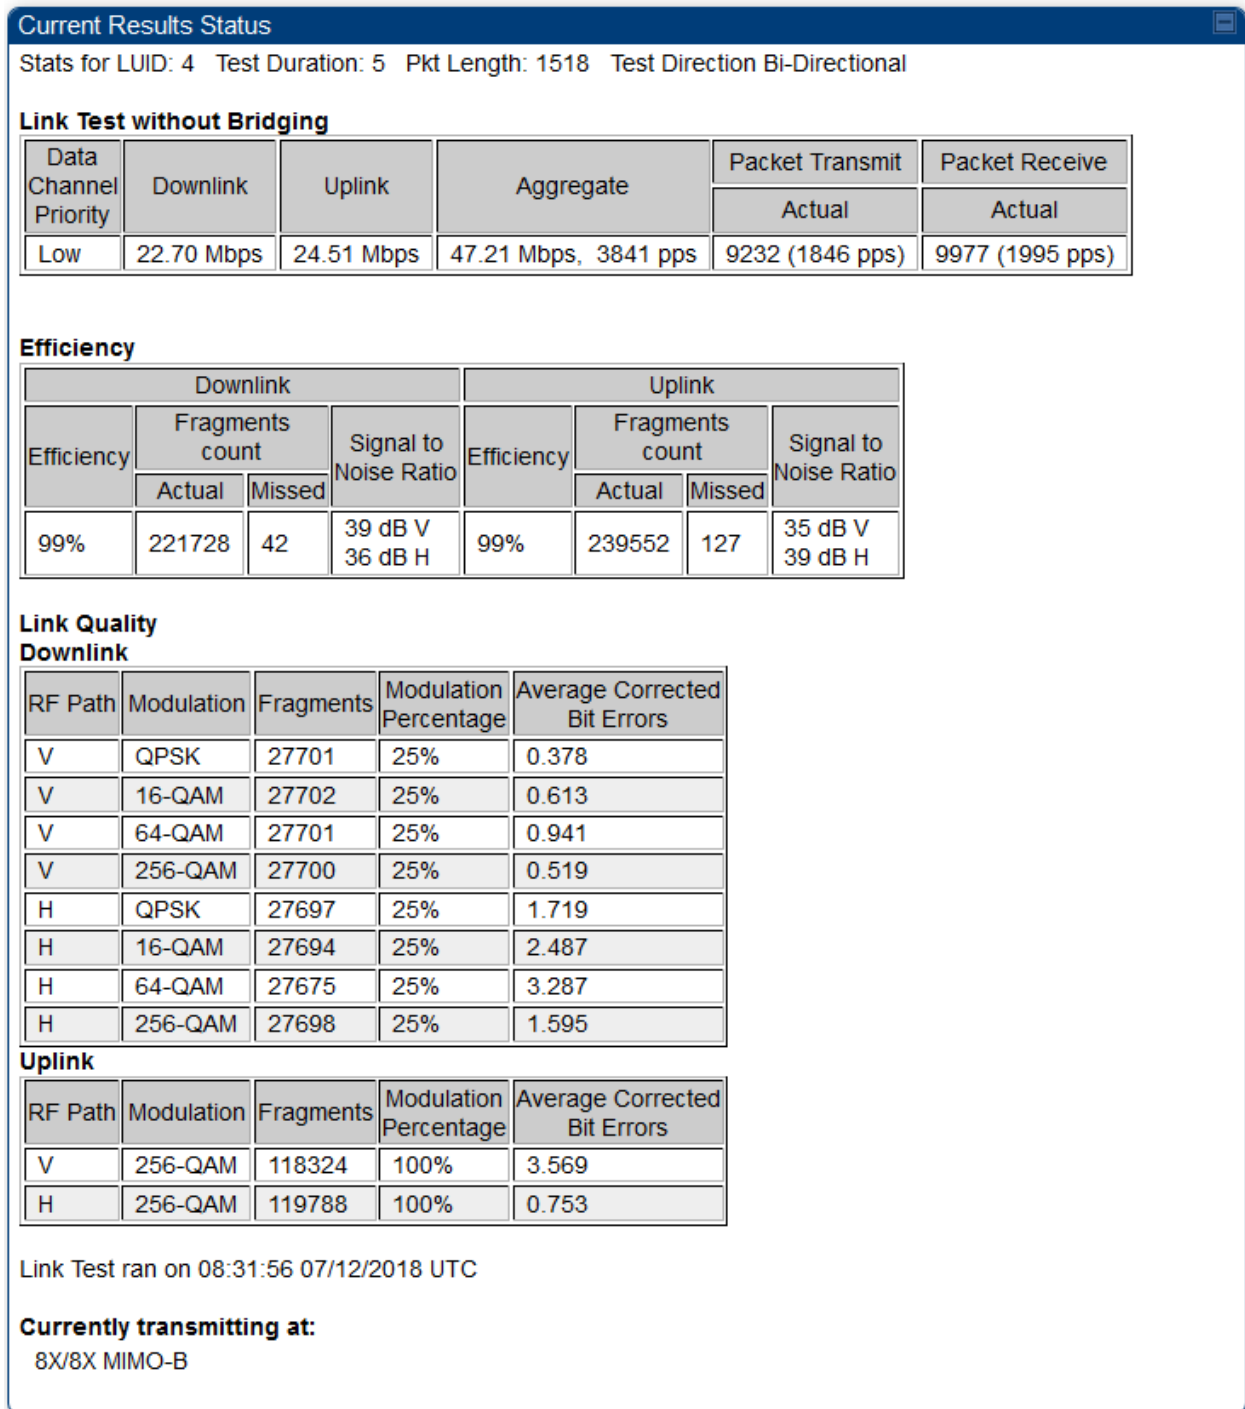 Current Results Status
Stats for LUID: 4 Test Duration: 5 Pkt Length: 1518 Test Direction Bi-Directional
Link Test without Bridging
Data Channel Priority Downlink Uplink Aggregate Packet Transmit Packet Receive
Actual Actual
Low 22.70 Mbps 24.51 Mbps 47.21 Mbps, 3841 pps 9232 (1846 pps) 9977 (1995 pps)
Efficiency
Downlink Uplink
Efficiency Fragments count Signal to Noise Ratio Efficiency Fragments count Signal to Noise Ratio
Actual Missed Actual Missed
99% 221728 42 39 dB V 36 dB H 99% 239552 127 35 dB V 39 dB H
Link Quality
Downlink
RF Path Modulation Fragments Modulation Percentage Average Corrected Bit Errors
V QPSK 27701 25% 0.378
V 16-QAM 27702 25% 0.613
V 64-QAM 27701 25% 0.941
V 256-QAM 27700 25% 0.519
H QPSK 27697 25% 1.719
H 16-QAM 27694 25% 2.487
H 64-QAM 27675 25% 3.287
H 256-QAM 27698 25% 1.595
Uplink
RF Path Modulation Fragments Modulation Percentage Average Corrected Bit Errors
V 256-QAM 118324 100% 3.569
H 256-QAM 119788 100% 0.753
Link Test ran on 08:31:56 07/12/2018 UTC
Currently transmitting at:
8X/8X MIMO-B